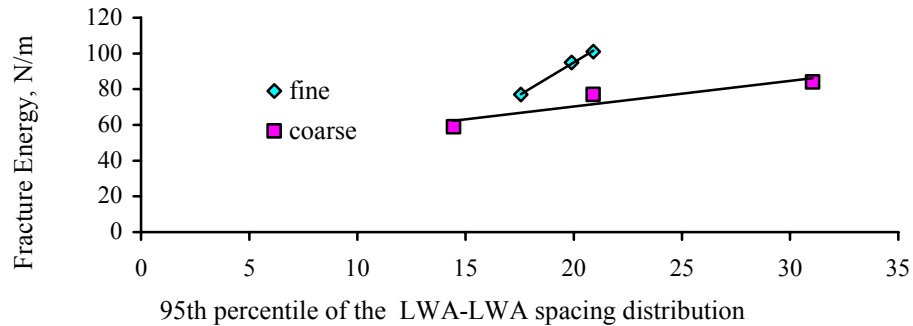 Fracture Energy, N/m
120
100
80
60
40
20
0
fine
coarse
0 5 10 15 20 25 30 35
95th percentile of the LWA-LWA spacing distribution